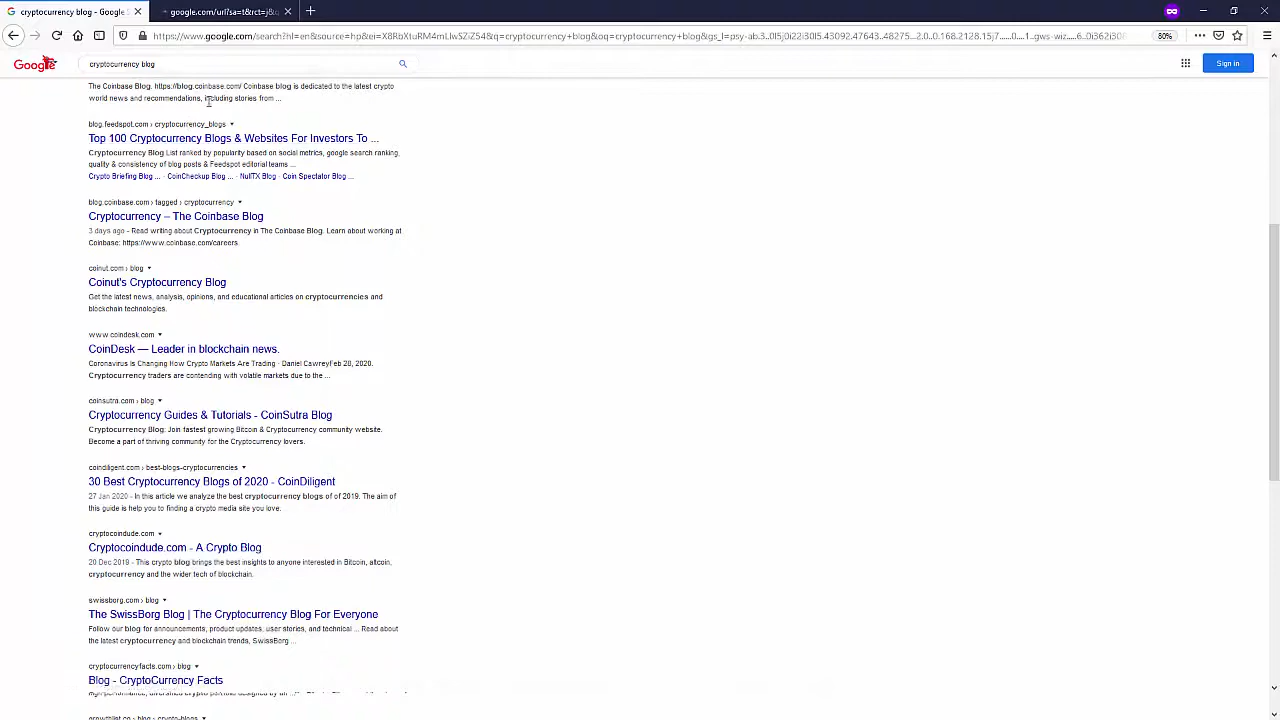 cryptocurrency blog - Google S
google.com/url?sa=t&rct=j&q
80%
Google
cryptocurrency blog
Sign in
The Coinbase Blog. https://blog.coinbase.com/ Coinbase blog is dedicated to the latest crypto
world news and recommendations, including stories from ...
blog.feedspot.com › cryptocurrency_blogs
Top 100 Cryptocurrency Blogs & Websites For Investors To ...
Cryptocurrency Blog List ranked by popularity based on social metrics, google search ranking,
quality & consistency of blog posts & Feedspot editorial teams ...
Crypto Briefing Blog ... · CoinCheckup Blog ... · NullTX Blog · Coin Spectator Blog ...
blog.coinbase.com › tagged › cryptocurrency
Cryptocurrency – The Coinbase Blog
3 days ago - Read writing about Cryptocurrency in The Coinbase Blog. Learn about working at
Coinbase: https://www.coinbase.com/careers.
coinut.com › blog
Coinut's Cryptocurrency Blog
Get the latest news, analysis, opinions, and educational articles on cryptocurrencies and
blockchain technologies.
www.coindesk.com
CoinDesk — Leader in blockchain news.
Coronavirus Is Changing How Crypto Markets Are Trading · Daniel CawreyFeb 28, 2020.
Cryptocurrency traders are contending with volatile markets due to the ...
coinsutra.com › blog
Cryptocurrency Guides & Tutorials - CoinSutra Blog
Cryptocurrency Blog: Join fastest growing Bitcoin & Cryptocurrency community website.
Become a part of thriving community for the Cryptocurrency lovers.
coindiligent.com › best-blogs-cryptocurrencies
30 Best Cryptocurrency Blogs of 2020 - CoinDiligent
27 Jan 2020 - In this article we analyze the best cryptocurrency blogs of of 2019. The aim of
this guide is help you to finding a crypto media site you love.
cryptocoindude.com
Cryptocoindude.com - A Crypto Blog
20 Dec 2019 - This crypto blog brings the best insights to anyone interested in Bitcoin, altcoin,
cryptocurrency and the wider tech of blockchain.
swissborg.com › blog
The SwissBorg Blog | The Cryptocurrency Blog For Everyone
Follow our blog for announcements, product updates, user stories, and technical ... Read about
the latest cryptocurrency and blockchain trends, SwissBorg ...
cryptocurrencyfacts.com › blog
Blog - CryptoCurrency Facts
growthlist.co › blog › crypto-blogs